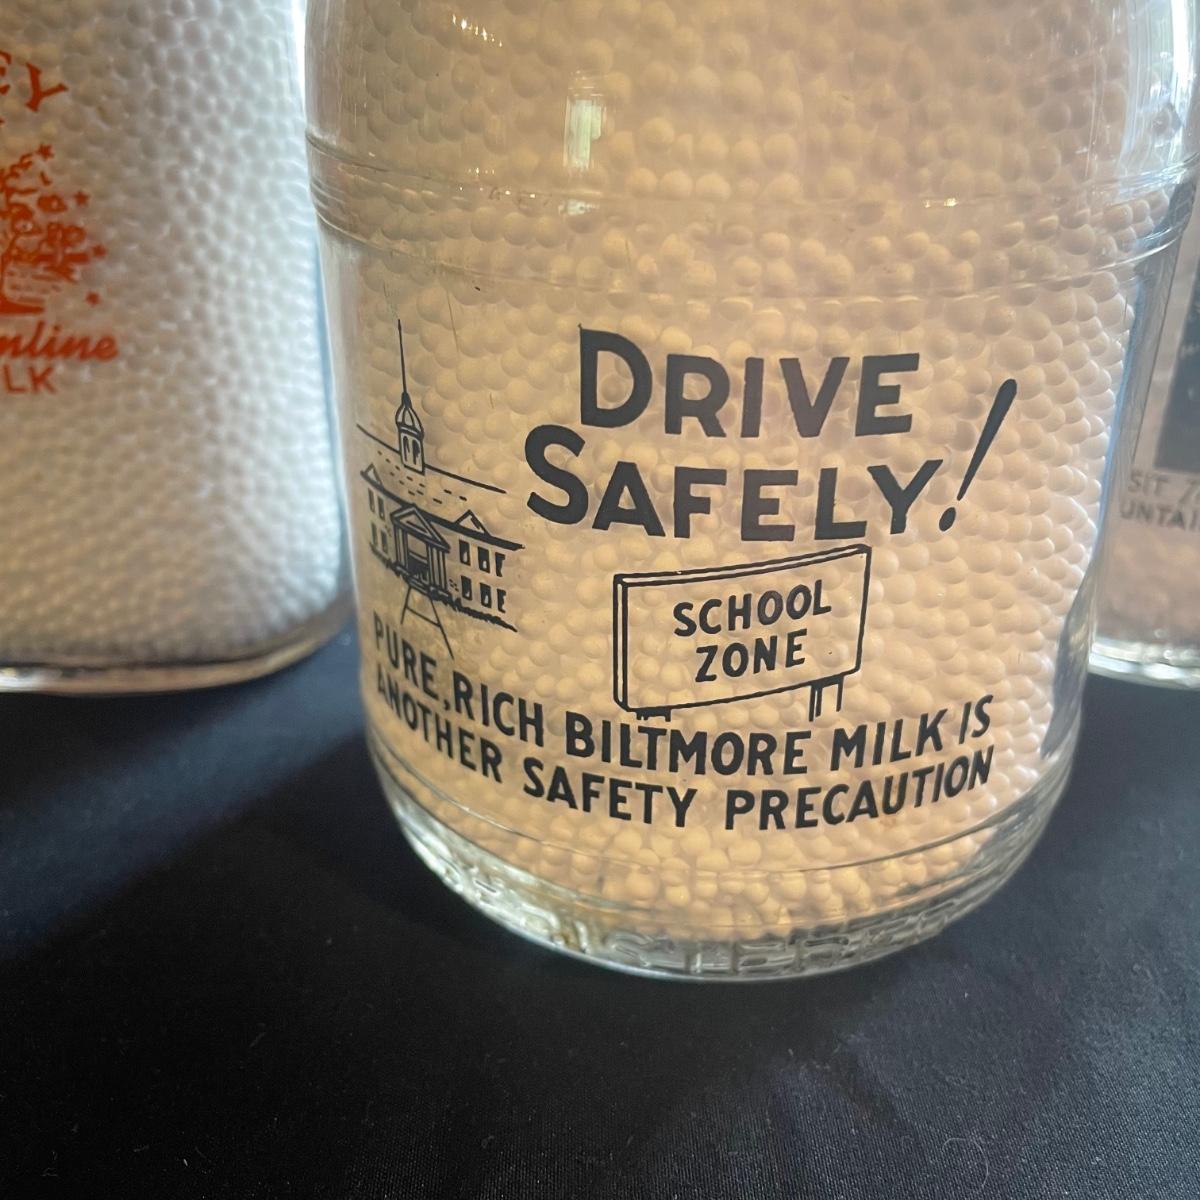 DRIVE
SAFELY!
SCHOOL
ZONE
PURE, RICH BILTMORE MILK IS
ANOTHER SAFETY PRECAUTION